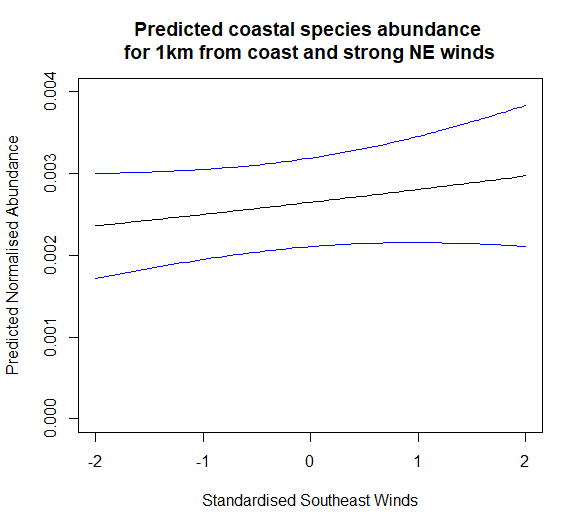 Predicted coastal species abundance
for 1km from coast and strong NE winds
Predicted Normalised Abundance
0.004
0.003
0.002
0.001
0.000
-2 -1 0 1 2
Standardised Southeast Winds